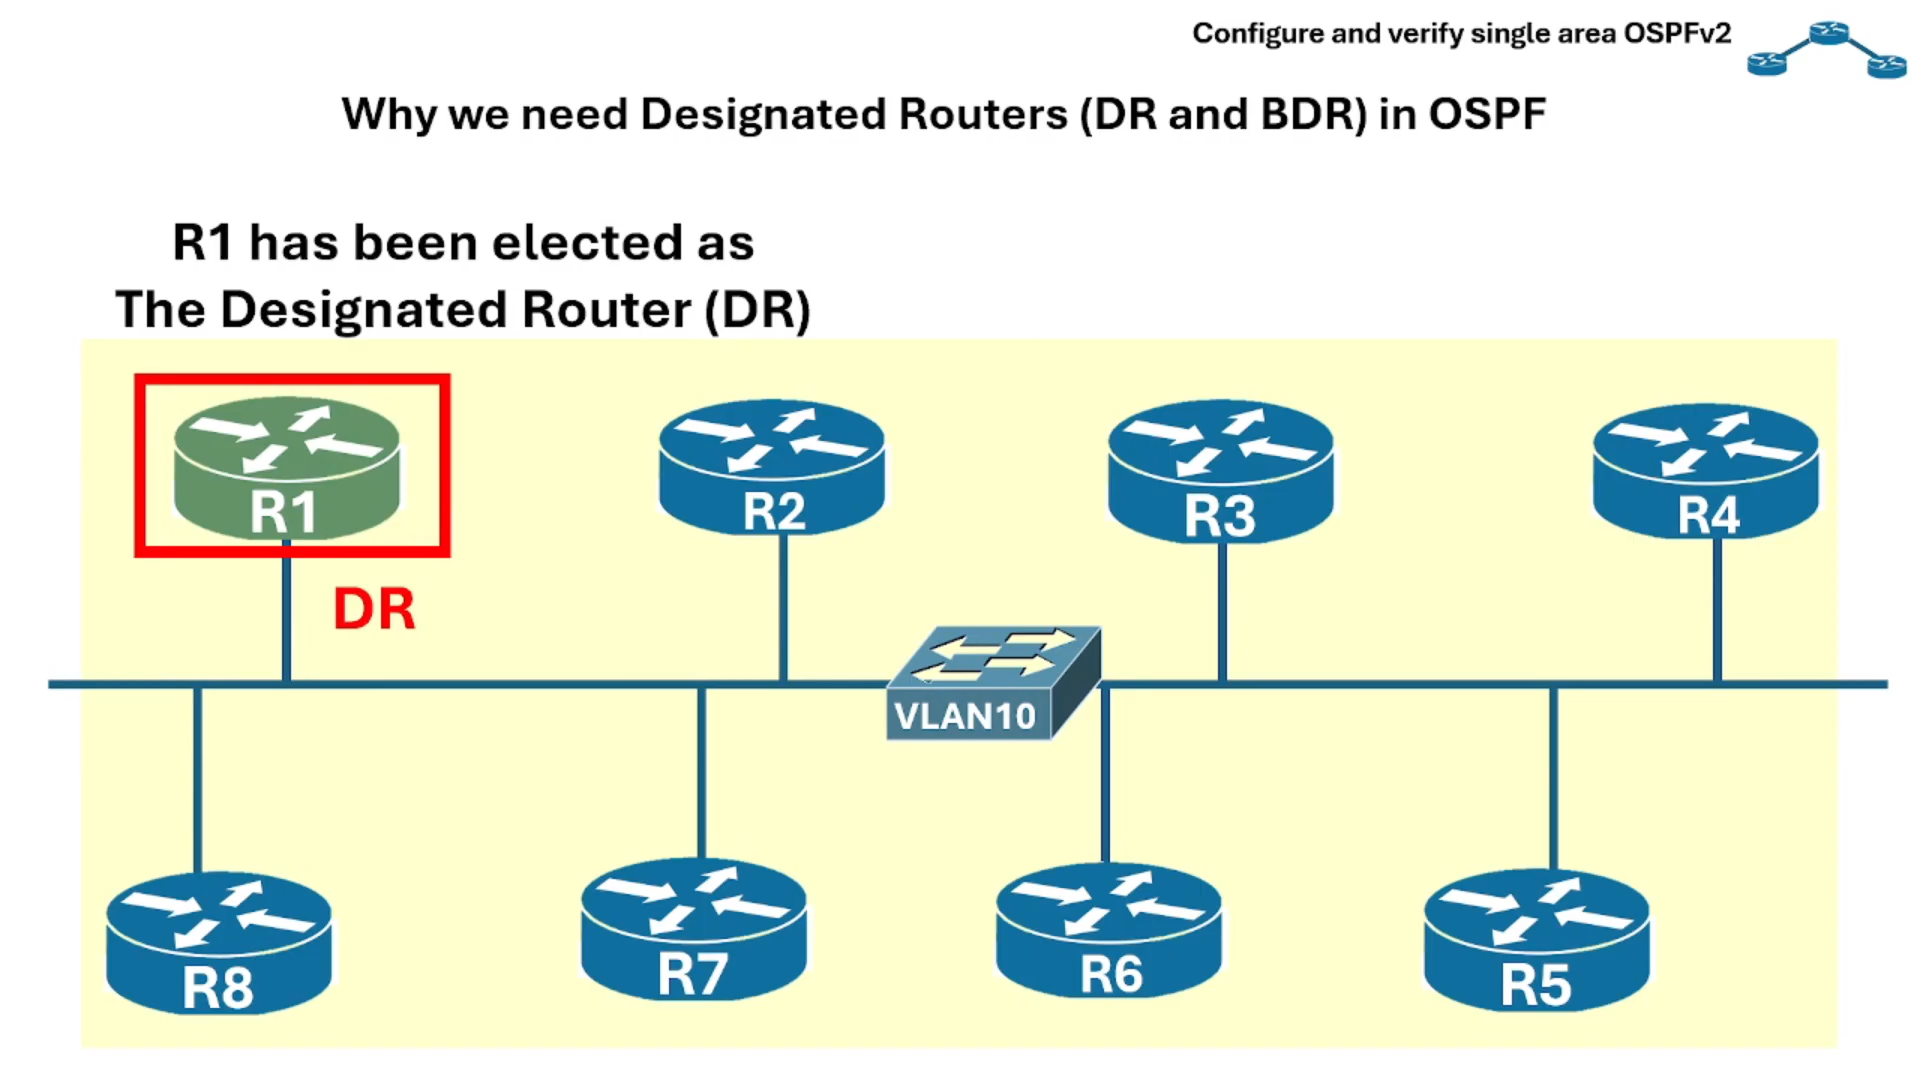 Configure and verify single area OSPFv2
Why we need Designated Routers (DR and BDR) in OSPF
R1 has been elected as
The Designated Router (DR)
R1
R2
R3
R4
DR
VLAN10
R8
R7
R6
R5